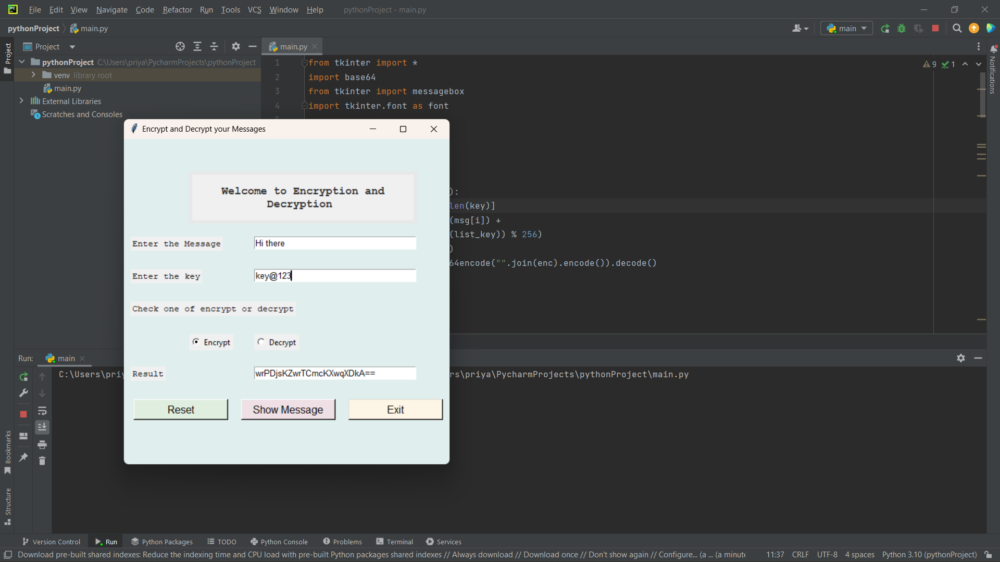 File Edit View Navigate Code Refactor Run Tools VCS Window Help pythonProject - main.py
pythonProject main.py main
Project main.py
pythonProject C:\Users\priya\PycharmProjects\pythonProject
venv library root
main.py
External Libraries
Scratches and Consoles
1 from tkinter import *
2 import base64
3 from tkinter import messagebox
4 import tkinter.font as font
9 1
Project
Notifications
Encrypt and Decrypt your Messages
Welcome to Encryption and
Decryption
Enter the Message Hi there
Enter the key key@123
Check one of encrypt or decrypt
Encrypt Decrypt
Result wrPDjsKZwrTCmcKXwqXDkA==
Reset Show Message Exit
):
len(key)]
(msg[i]) +
(list_key)) % 256)
)
64encode("".join(enc).encode()).decode()
Run: main
C:\Users\priy
rs\priya\PycharmProjects\pythonProject\main.py
Bookmarks
Structure
Version Control Run Python Packages TODO Python Console Problems Terminal Services
Download pre-built shared indexes: Reduce the indexing time and CPU load with pre-built Python packages shared indexes // Always download // Download once // Don't show again // Configure... (a ... (a minute 11:37 CRLF UTF-8 4 spaces Python 3.10 (pythonProject)